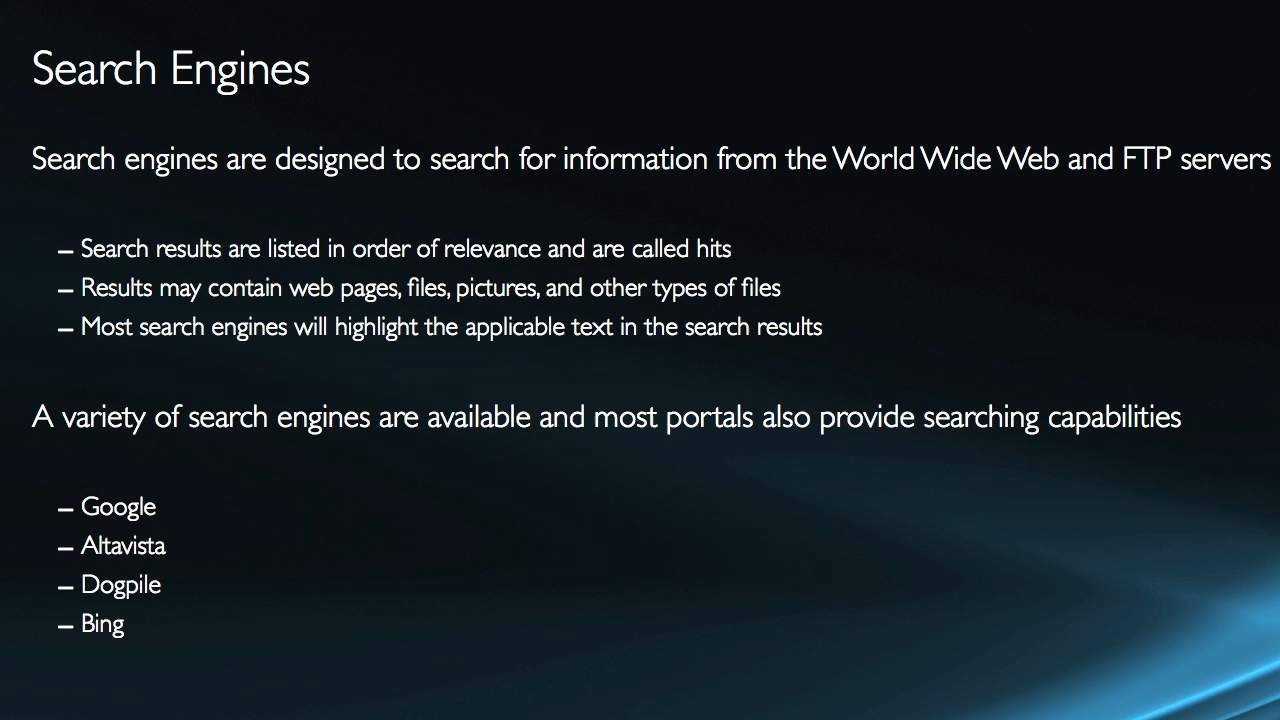 Search Engines
Search engines are designed to search for information from the World Wide Web and FTP servers
– Search results are listed in order of relevance and are called hits
– Results may contain web pages, files, pictures, and other types of files
– Most search engines will highlight the applicable text in the search results
A variety of search engines are available and most portals also provide searching capabilities
– Google
– Altavista
– Dogpile
– Bing